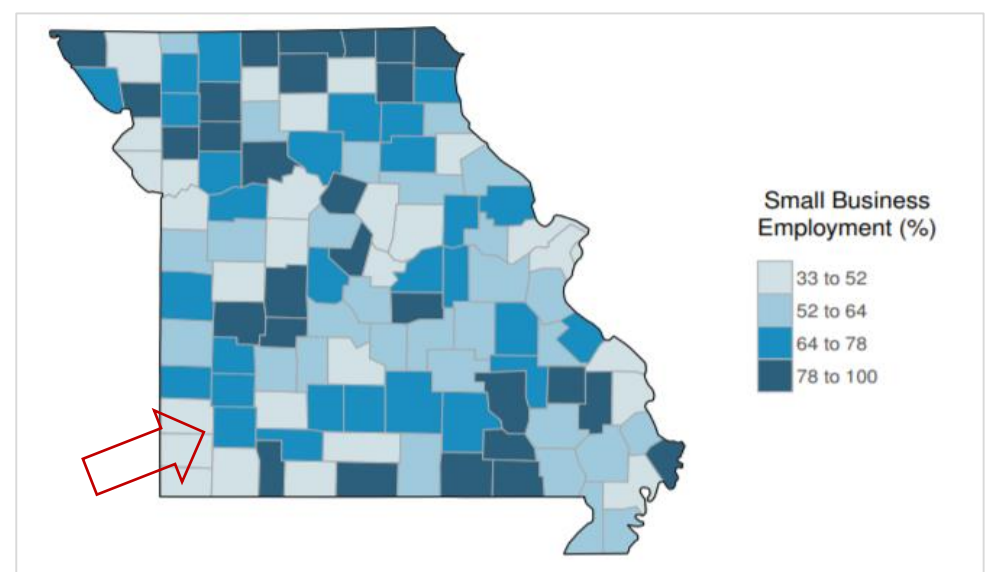 Small Business
Employment (%)
33 to 52
52 to 64
64 to 78
78 to 100